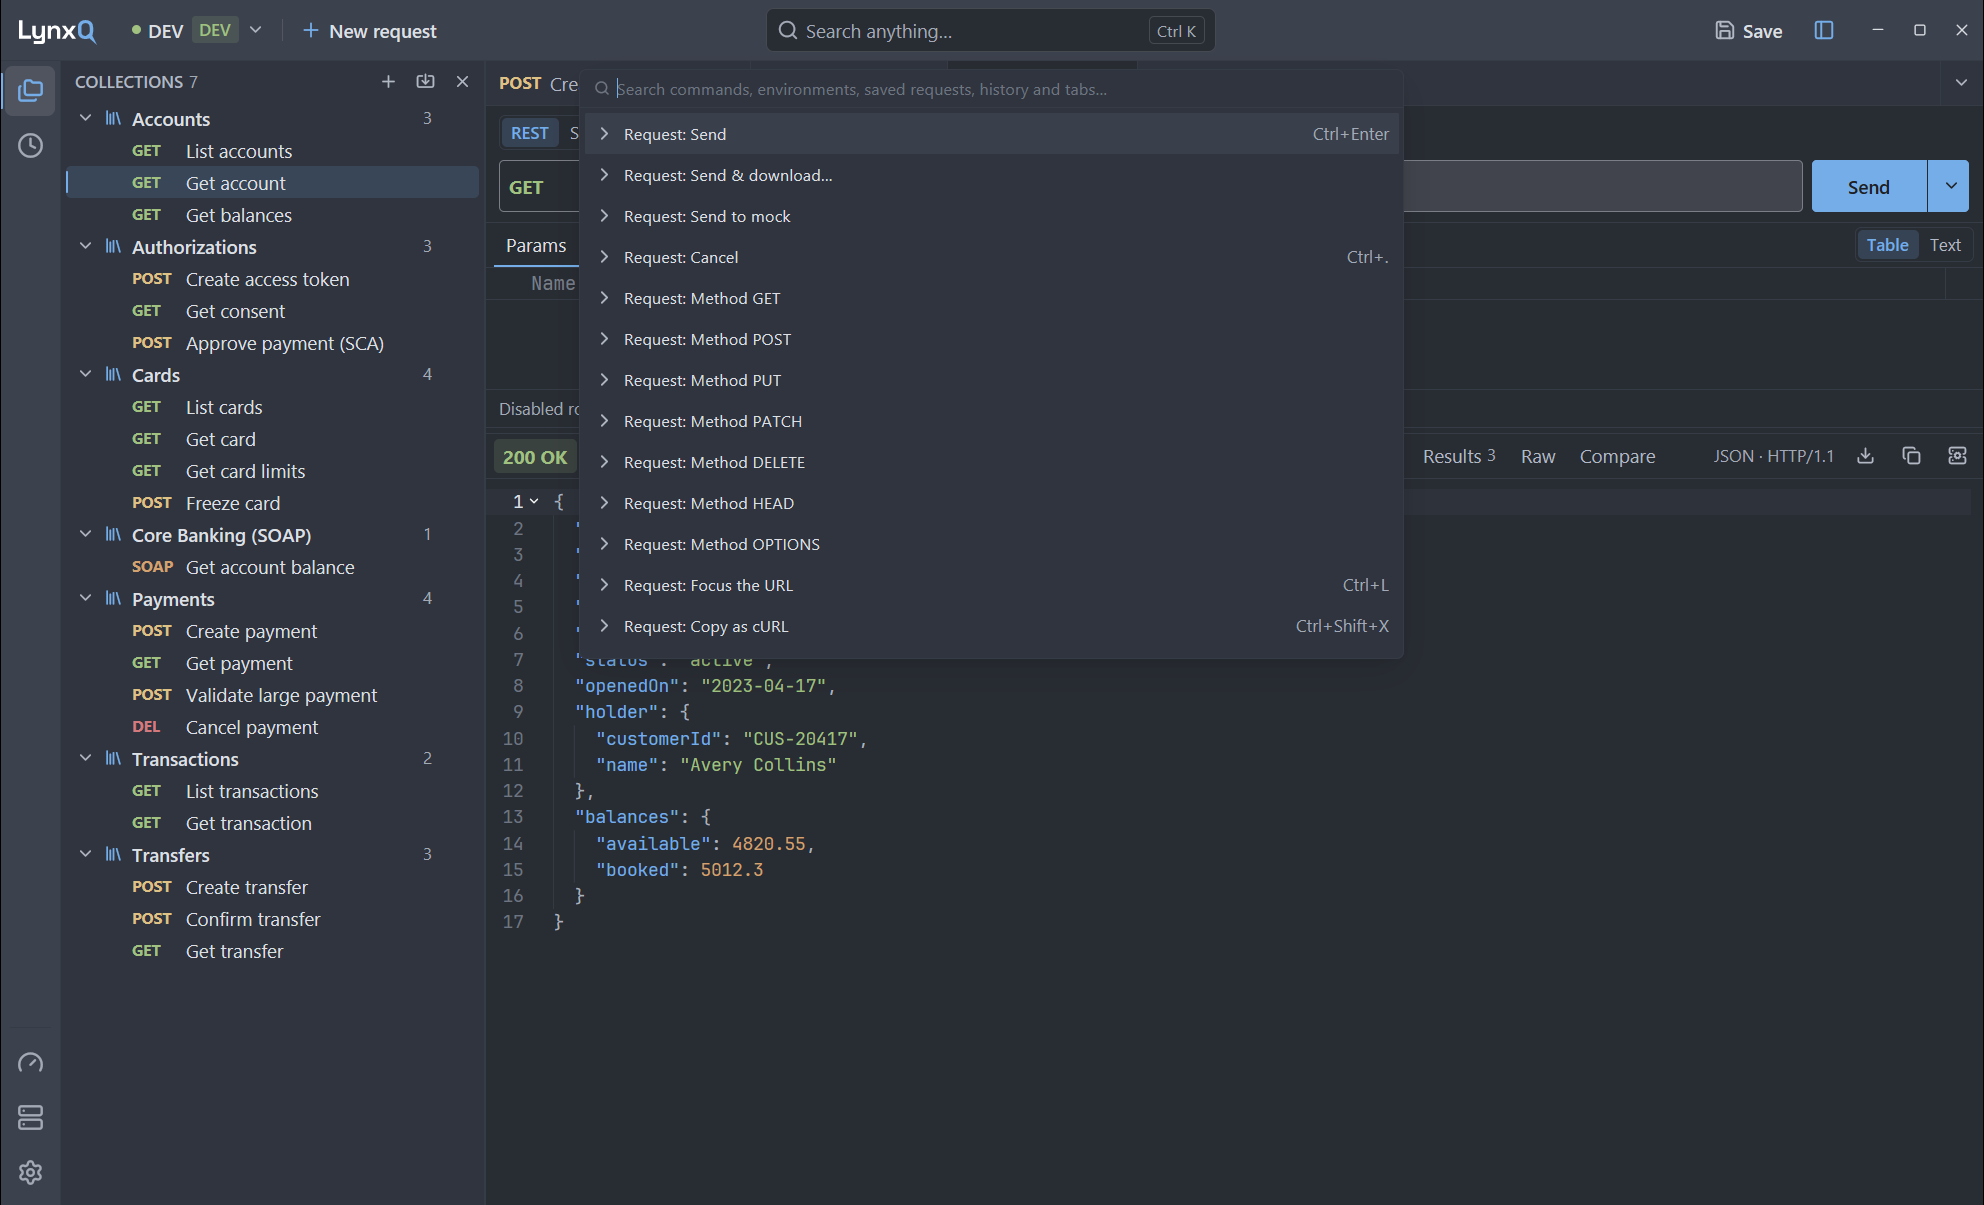 LynxQ
DEV DEV
New request
Search anything... Ctrl K
Save
COLLECTIONS 7
Accounts 3
GET List accounts
GET Get account
GET Get balances
Authorizations 3
POST Create access token
GET Get consent
POST Approve payment (SCA)
Cards 4
GET List cards
GET Get card
GET Get card limits
POST Freeze card
Core Banking (SOAP) 1
SOAP Get account balance
Payments 4
POST Create payment
GET Get payment
POST Validate large payment
DEL Cancel payment
Transactions 2
GET List transactions
GET Get transaction
Transfers 3
POST Create transfer
POST Confirm transfer
GET Get transfer
POST Cre
Search commands, environments, saved requests, history and tabs...
Request: Send Ctrl+Enter
Request: Send & download...
Request: Send to mock
Request: Cancel Ctrl+.
Request: Method GET
Request: Method POST
Request: Method PUT
Request: Method PATCH
Request: Method DELETE
Request: Method HEAD
Request: Method OPTIONS
Request: Focus the URL Ctrl+L
Request: Copy as cURL Ctrl+Shift+X
REST S
GET
Send
Params
Table Text
Name
Disabled ro
200 OK
Results 3 Raw Compare JSON · HTTP/1.1
1 {
2 "
3 "
4 "
5 "
6 "
7 "status": "active",
8 "openedOn": "2023-04-17",
9 "holder": {
10 "customerId": "CUS-20417",
11 "name": "Avery Collins"
12 },
13 "balances": {
14 "available": 4820.55,
15 "booked": 5012.3
16 }
17 }